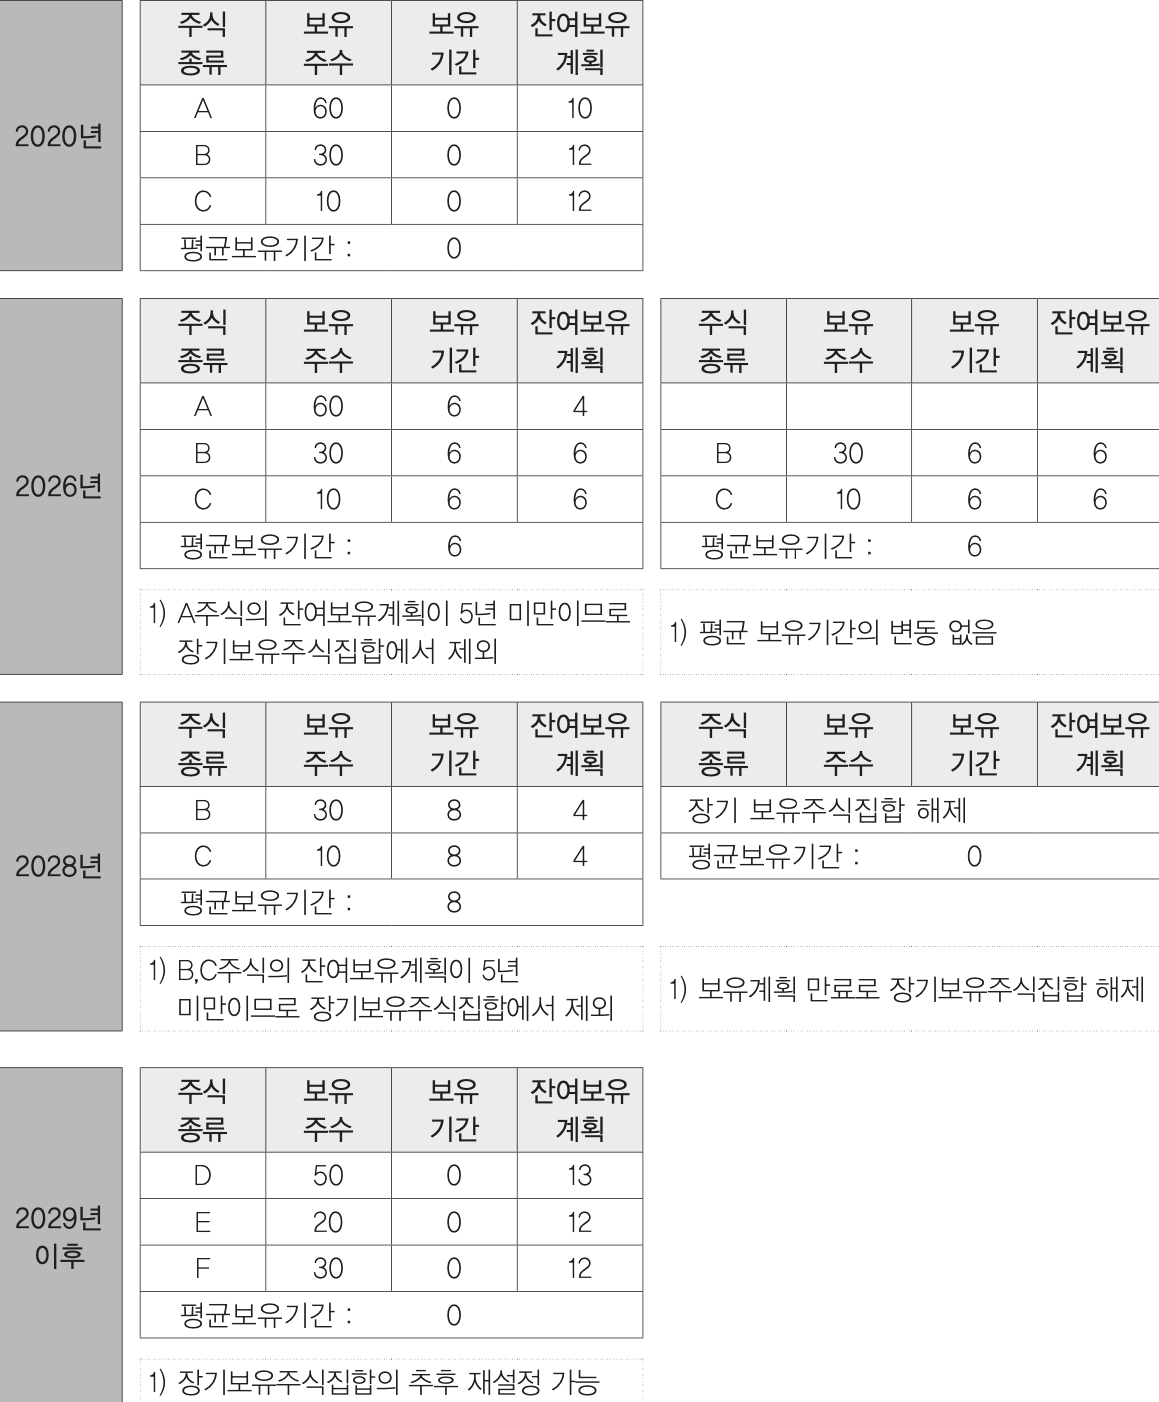 2020년
주식 종류 보유 주수 보유 기간 잔여보유 계획
A 60 0 10
B 30 0 12
C 10 0 12
평균보유기간 : 0
2026년
주식 종류 보유 주수 보유 기간 잔여보유 계획
A 60 6 4
B 30 6 6
C 10 6 6
평균보유기간 : 6
1) A주식의 잔여보유계획이 5년 미만이므로
장기보유주식집합에서 제외
주식 종류 보유 주수 보유 기간 잔여보유 계획
B 30 6 6
C 10 6 6
평균보유기간 : 6
1) 평균 보유기간의 변동 없음
2028년
주식 종류 보유 주수 보유 기간 잔여보유 계획
B 30 8 4
C 10 8 4
평균보유기간 : 8
1) B,C주식의 잔여보유계획이 5년
미만이므로 장기보유주식집합에서 제외
주식 종류 보유 주수 보유 기간 잔여보유 계획
장기 보유주식집합 해제
평균보유기간 : 0
1) 보유계획 만료로 장기보유주식집합 해제
2029년
이후
주식 종류 보유 주수 보유 기간 잔여보유 계획
D 50 0 13
E 20 0 12
F 30 0 12
평균보유기간 : 0
1) 장기보유주식집합의 추후 재설정 가능